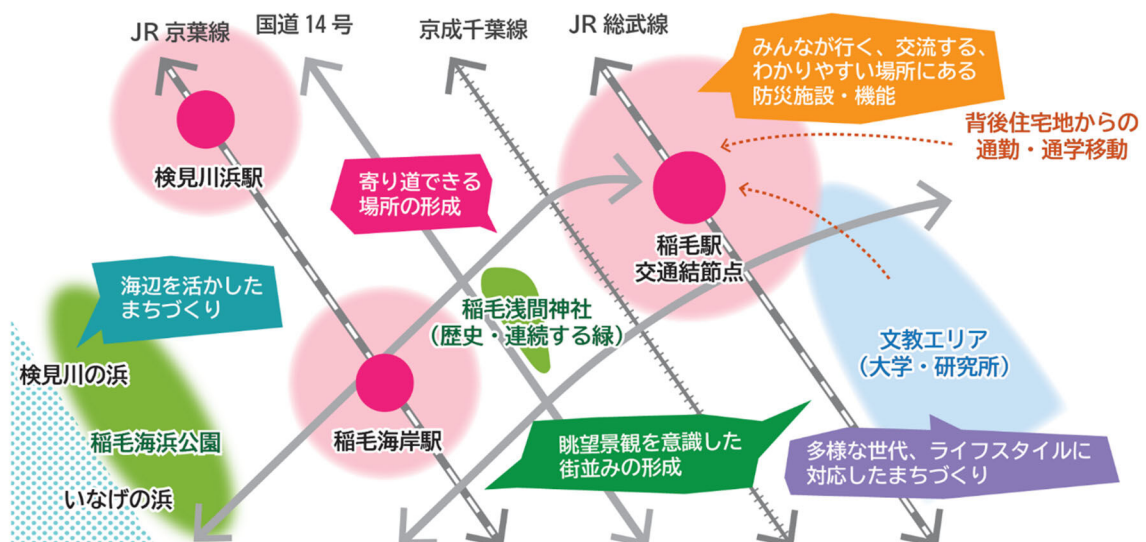 JR 京葉線
国道 14 号
京成千葉線
JR 総武線
みんなが行く、交流する、
わかりやすい場所にある
防災施設・機能
背後住宅地からの
通勤・通学移動
検見川浜駅
寄り道できる
場所の形成
稲毛駅
交通結節点
海辺を活かした
まちづくり
稲毛浅間神社
（歴史・連続する緑）
文教エリア
（大学・研究所）
検見川の浜
稲毛海浜公園
いなげの浜
稲毛海岸駅
眺望景観を意識した
街並みの形成
多様な世代、ライフスタイルに
対応したまちづくり